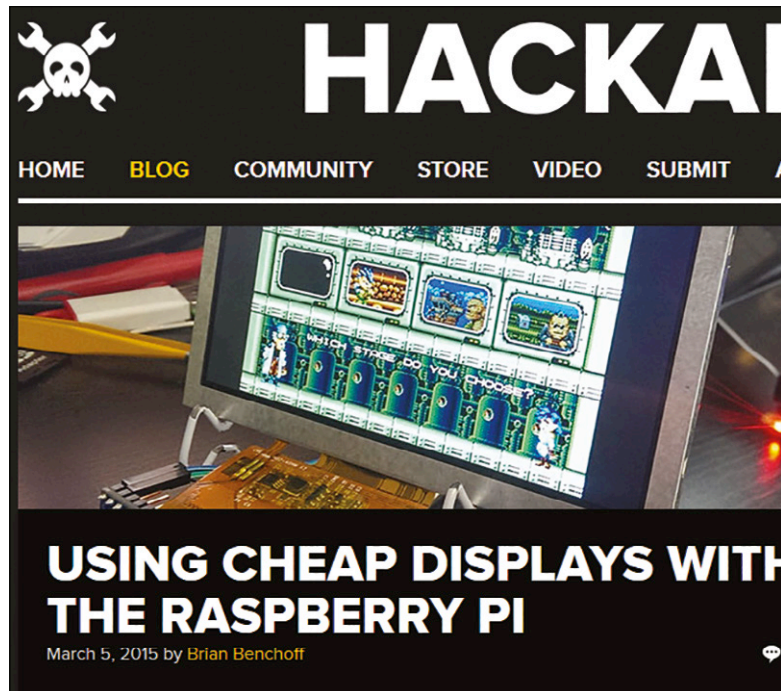 HACKA
HOME BLOG COMMUNITY STORE VIDEO SUBMIT
WHICH STAGE DO YOU CHOOSE?
USING CHEAP DISPLAYS WITH
THE RASPBERRY PI
March 5, 2015 by Brian Benchoff